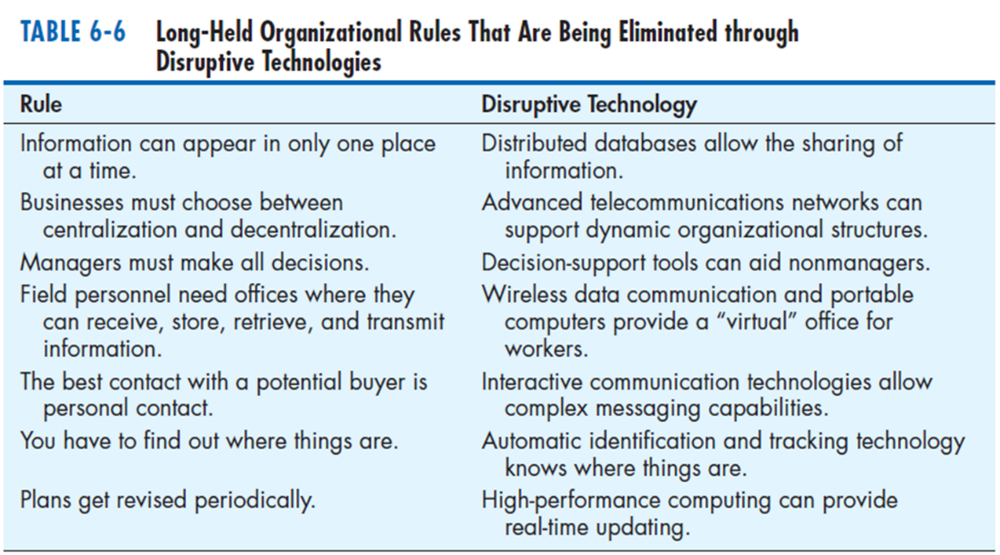 TABLE 6-6 Long-Held Organizational Rules That Are Being Eliminated through
Disruptive Technologies
Rule Disruptive Technology
Information can appear in only one place
at a time.
Distributed databases allow the sharing of
information.
Businesses must choose between
centralization and decentralization.
Advanced telecommunications networks can
support dynamic organizational structures.
Managers must make all decisions.
Decision-support tools can aid nonmanagers.
Field personnel need offices where they
can receive, store, retrieve, and transmit
information.
Wireless data communication and portable
computers provide a “virtual” office for
workers.
The best contact with a potential buyer is
personal contact.
Interactive communication technologies allow
complex messaging capabilities.
You have to find out where things are.
Automatic identification and tracking technology
knows where things are.
Plans get revised periodically.
High-performance computing can provide
real-time updating.